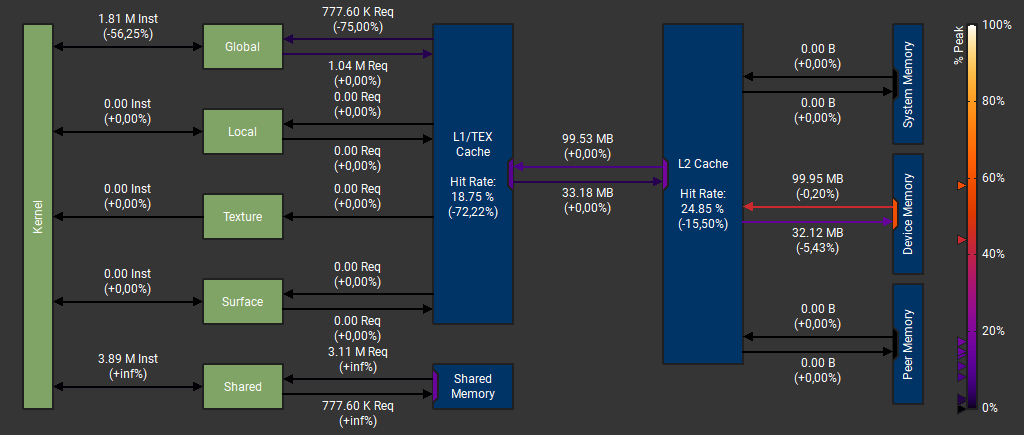 Kernel
1.81 M Inst
(-56,25%)
Global
777.60 K Req
(-75,00%)
1.04 M Req
(+0,00%)
0.00 Inst
(+0,00%)
Local
0.00 Req
(+0,00%)
0.00 Req
(+0,00%)
0.00 Inst
(+0,00%)
Texture
0.00 Req
(+0,00%)
0.00 Inst
(+0,00%)
Surface
0.00 Req
(+0,00%)
0.00 Req
(+0,00%)
3.89 M Inst
(+inf%)
Shared
3.11 M Req
(+inf%)
777.60 K Req
(+inf%)
L1/TEX
Cache
Hit Rate:
18.75 %
(-72,22%)
Shared
Memory
99.53 MB
(+0,00%)
33.18 MB
(+0,00%)
L2 Cache
Hit Rate:
24.85 %
(-15,50%)
0.00 B
(+0,00%)
0.00 B
(+0,00%)
System Memory
99.95 MB
(-0,20%)
32.12 MB
(-5,43%)
Device Memory
0.00 B
(+0,00%)
0.00 B
(+0,00%)
Peer Memory
% Peak
100%
80%
60%
40%
20%
0%